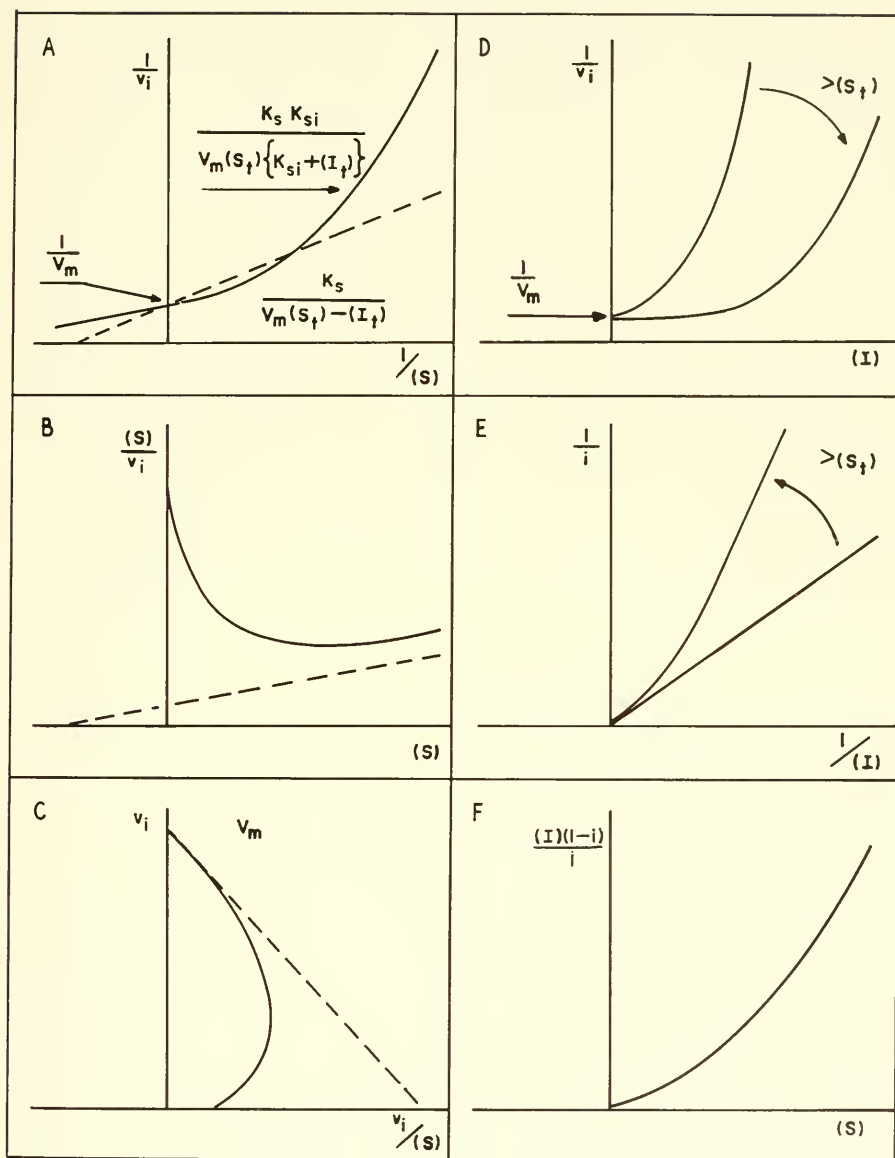 A
1/v_i
K_s K_si
V_m(S_t){K_si+(I_t)}
1/V_m
K_s
V_m(S_t)−(I_t)
1/(S)
B
(S)/v_i
(S)
C
v_i
V_m
v_i/(S)
D
1/v_i
>(S_t)
1/V_m
(I)
E
1/i
>(S_t)
1/(I)
F
(I)(1−i)/i
(S)